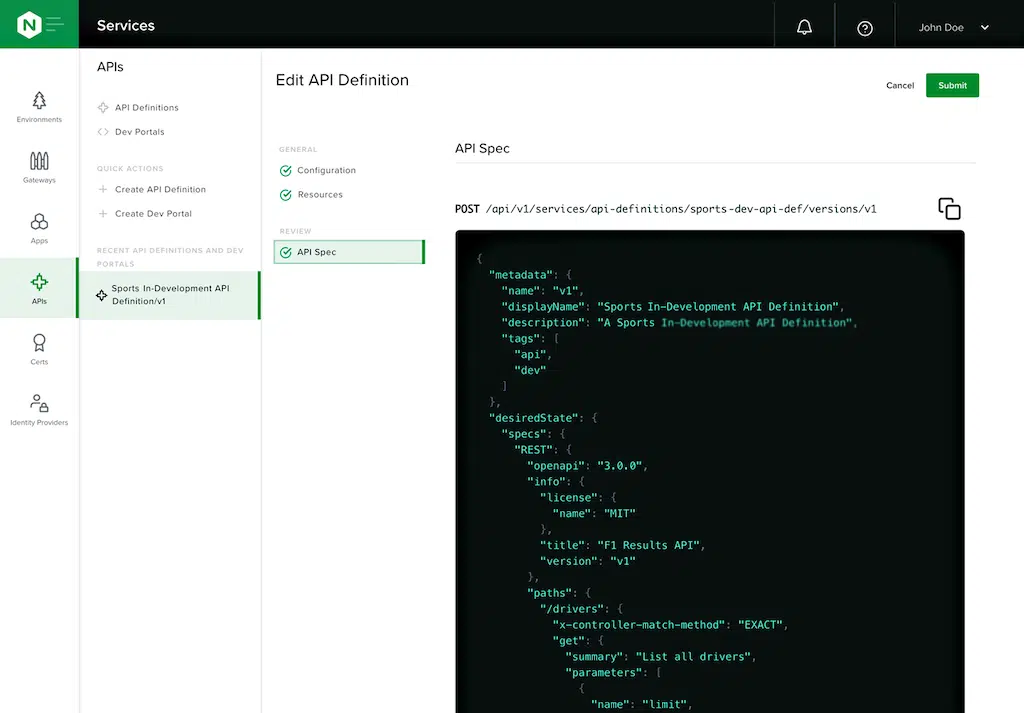 N
Services
John Doe
Environments
Gateways
Apps
APIs
Certs
Identity Providers
APIs
API Definitions
Dev Portals
QUICK ACTIONS
Create API Definition
Create Dev Portal
RECENT API DEFINITIONS AND DEV
PORTALS
Sports In-Development API
Definition/v1
Edit API Definition
Cancel
Submit
GENERAL
Configuration
Resources
REVIEW
API Spec
API Spec
POST /api/v1/services/api-definitions/sports-dev-api-def/versions/v1
{
"metadata": {
"name": "v1",
"displayName": "Sports In-Development API Definition",
"description": "A Sports In-Development API Definition",
"tags": [
"api",
"dev"
]
},
"desiredState": {
"specs": {
"REST": {
"openapi": "3.0.0",
"info": {
"license": {
"name": "MIT"
},
"title": "F1 Results API",
"version": "v1"
},
"paths": {
"/drivers": {
"x-controller-match-method": "EXACT",
"get": {
"summary": "List all drivers",
"parameters": [
{
"name": "limit",